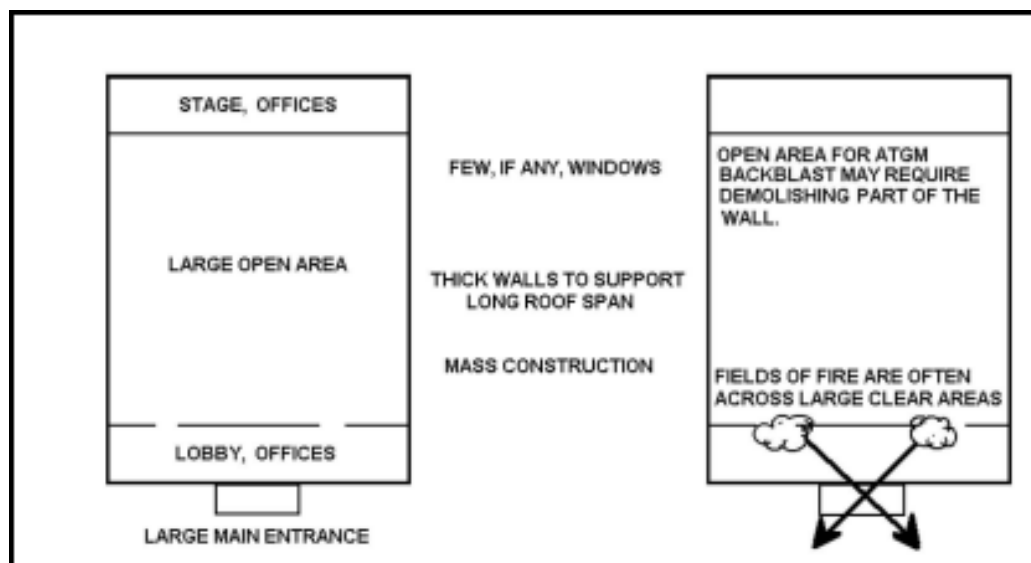 STAGE, OFFICES
LARGE OPEN AREA
LOBBY, OFFICES
LARGE MAIN ENTRANCE
FEW, IF ANY, WINDOWS
THICK WALLS TO SUPPORT
LONG ROOF SPAN
MASS CONSTRUCTION
OPEN AREA FOR ATGM
BACKBLAST MAY REQUIRE
DEMOLISHING PART OF THE
WALL.
FIELDS OF FIRE ARE OFTEN
ACROSS LARGE CLEAR AREAS